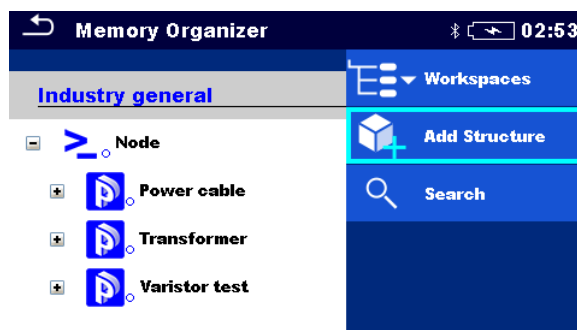 Memory Organizer
02:53
Industry general
Node
Power cable
Transformer
Varistor test
Workspaces
Add Structure
Search